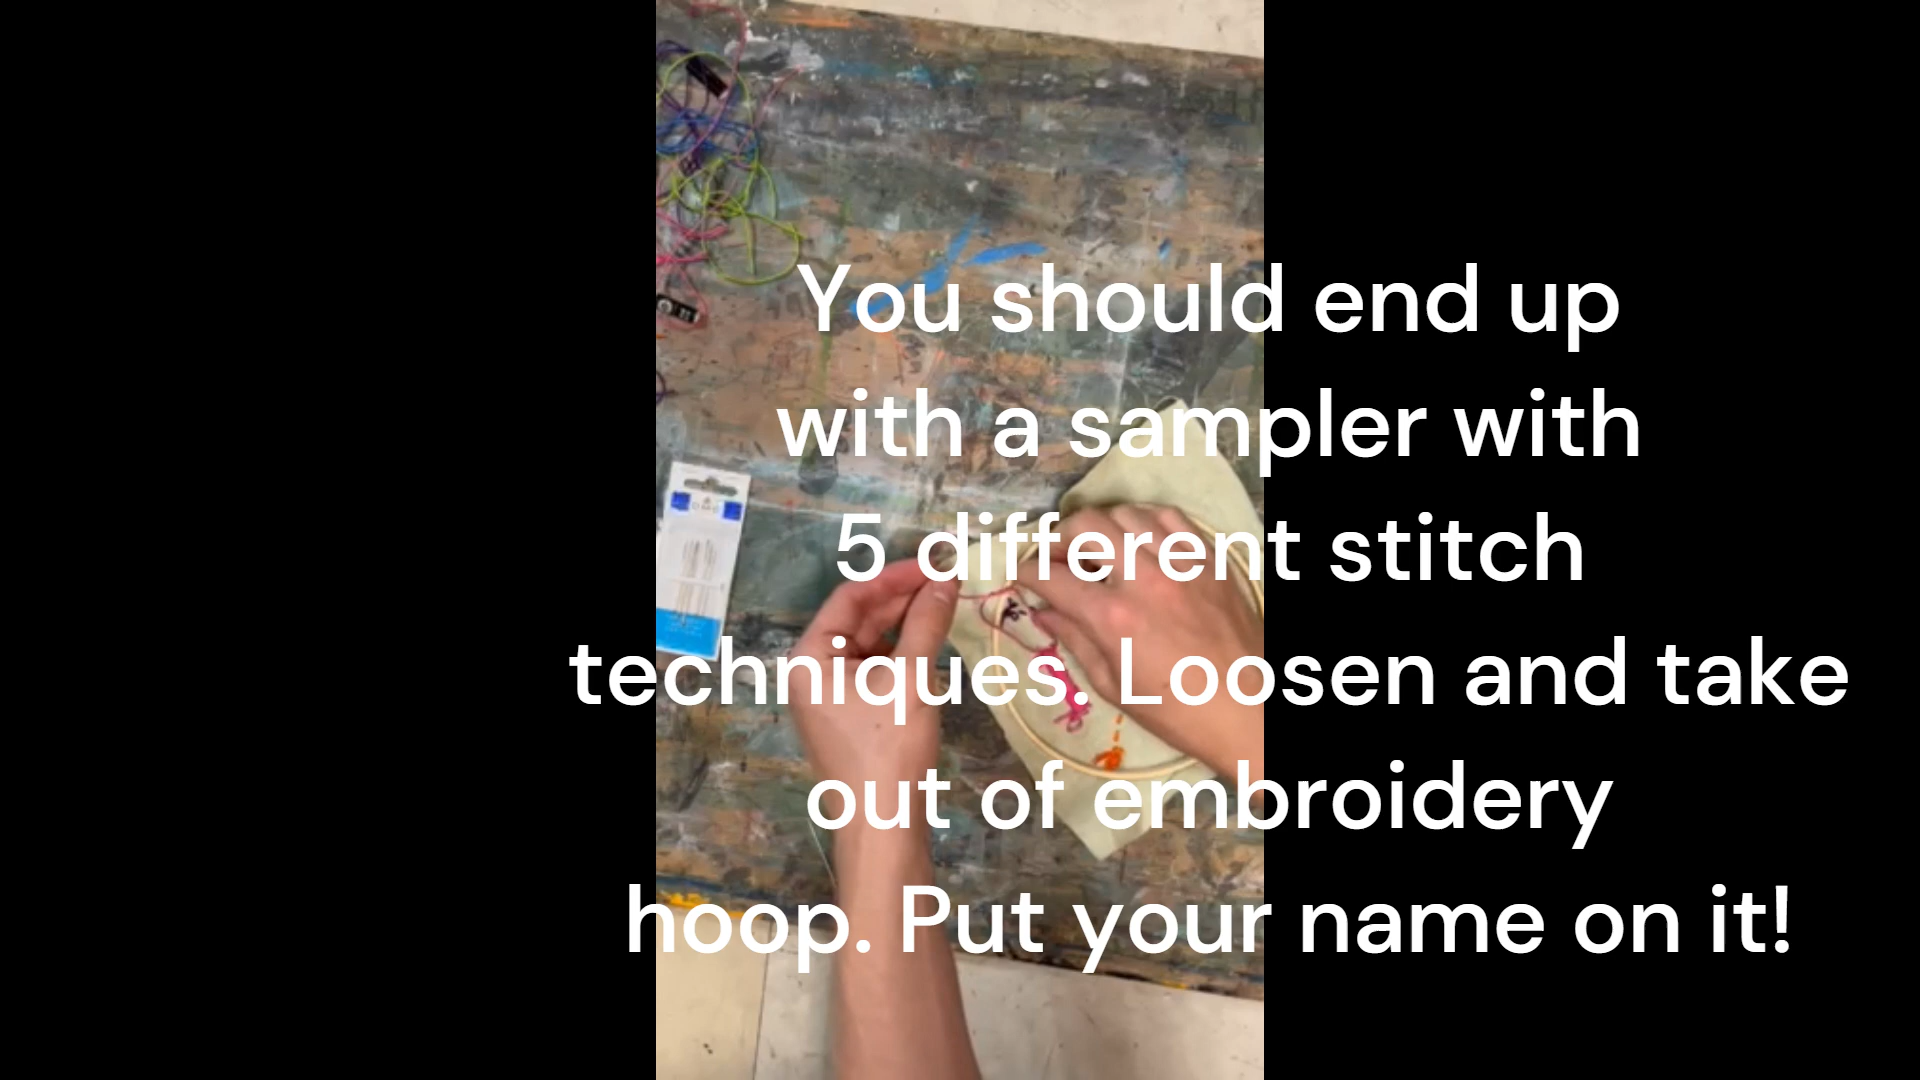 You should end up
with a sampler with
5 different stitch
techniques. Loosen and take
out of embroidery
hoop. Put your name on it!